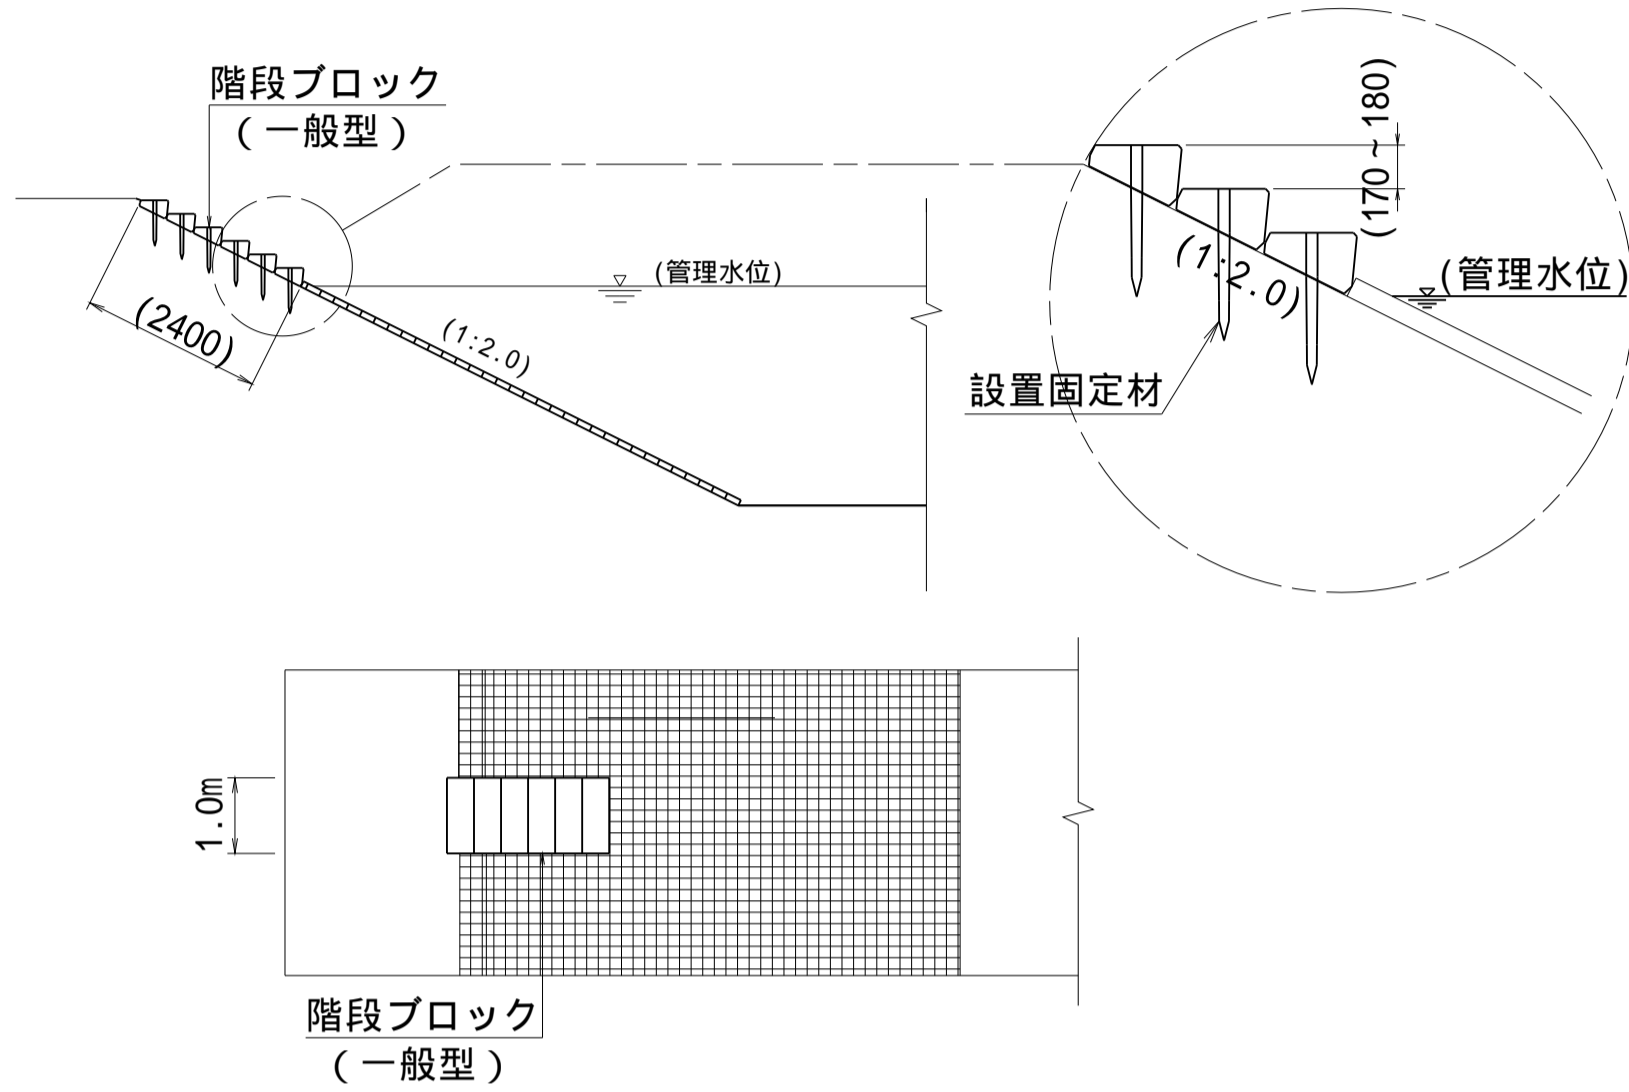 階段ブロック
（一般型）
(170～180)
(管理水位)
(管理水位)
(1:2.0)
(2400)
(1:2.0)
設置固定材
1.0m
階段ブロック
（一般型）